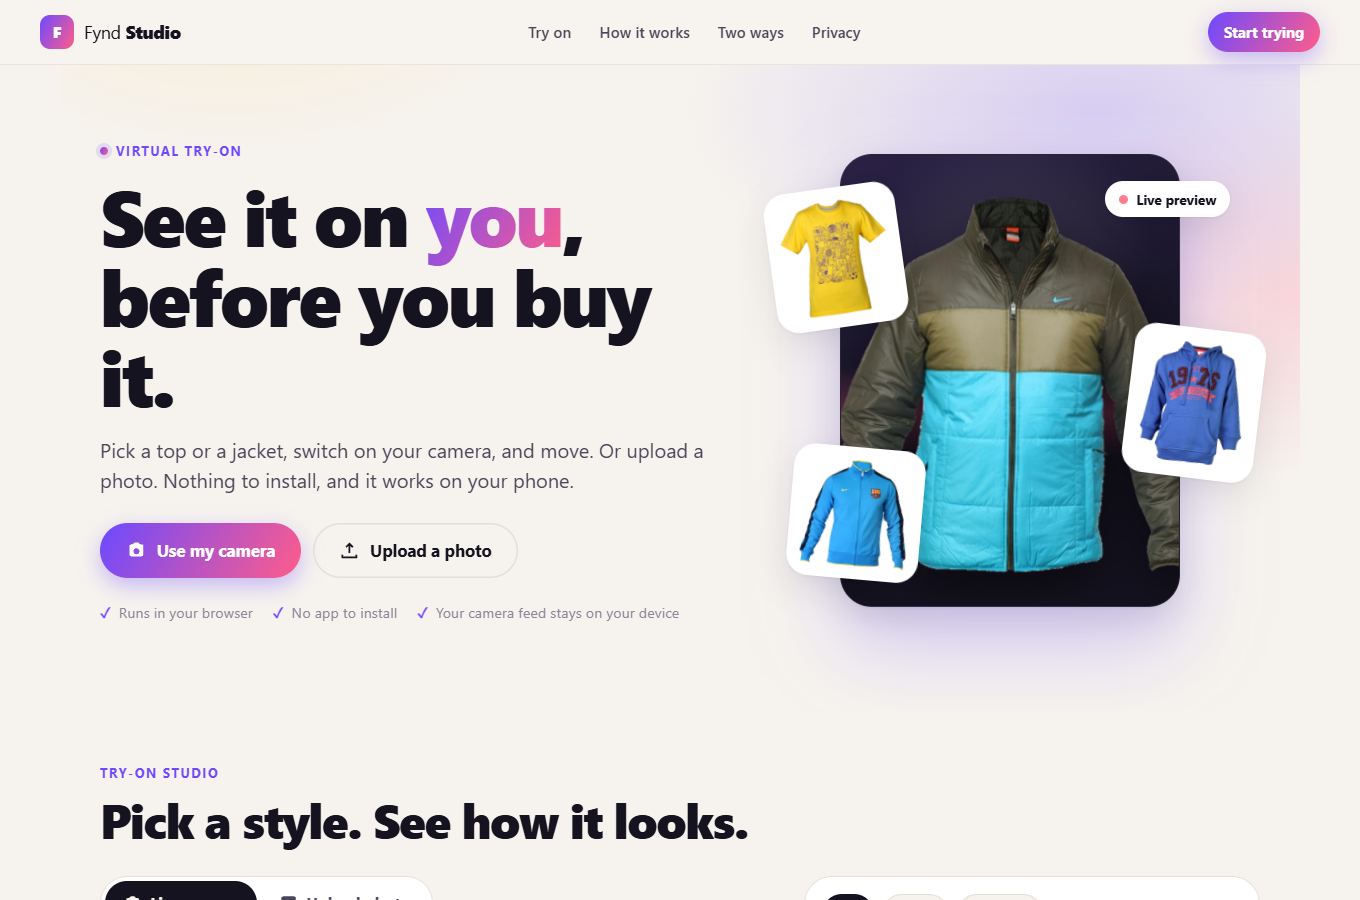 F Fynd Studio
Try on
How it works
Two ways
Privacy
Start trying
VIRTUAL TRY-ON
See it on you,
before you buy
it.
Pick a top or a jacket, switch on your camera, and move. Or upload a
photo. Nothing to install, and it works on your phone.
Use my camera
Upload a photo
✓ Runs in your browser
✓ No app to install
✓ Your camera feed stays on your device
Live preview
TRY-ON STUDIO
Pick a style. See how it looks.